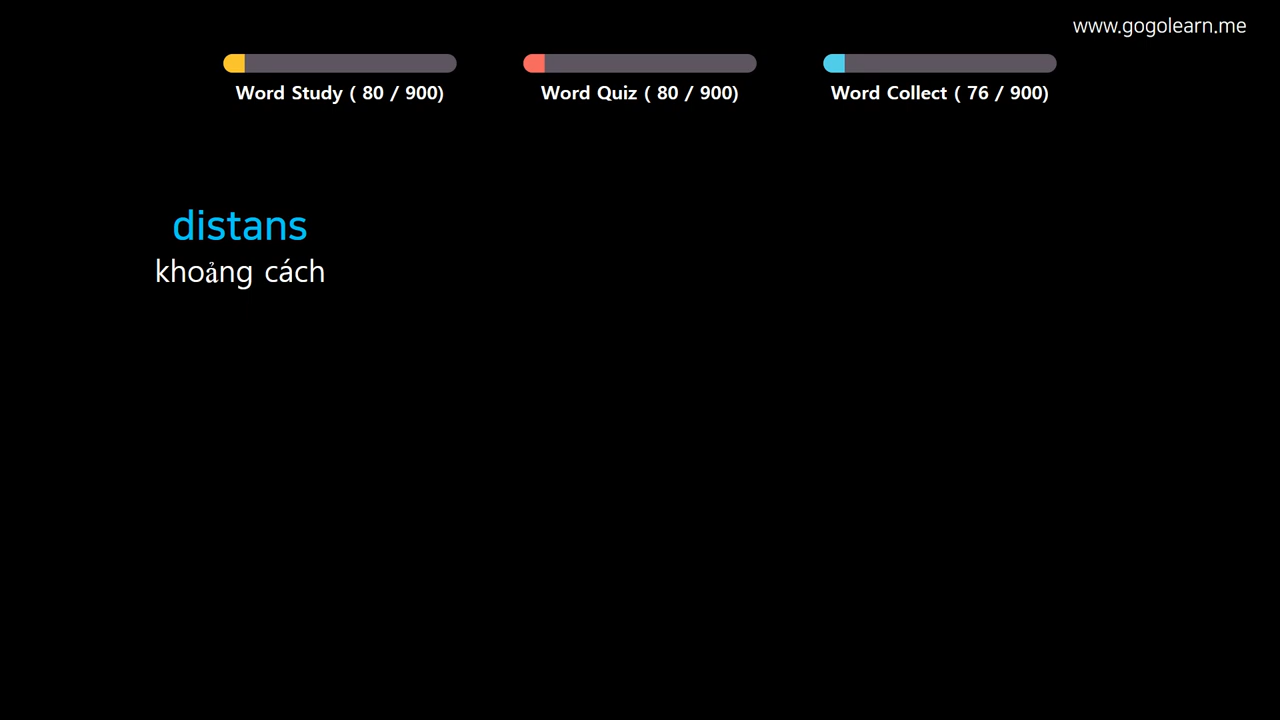 www.gogolearn.me
Word Study ( 80 / 900)
Word Quiz ( 80 / 900)
Word Collect ( 76 / 900)
distans
khoảng cách